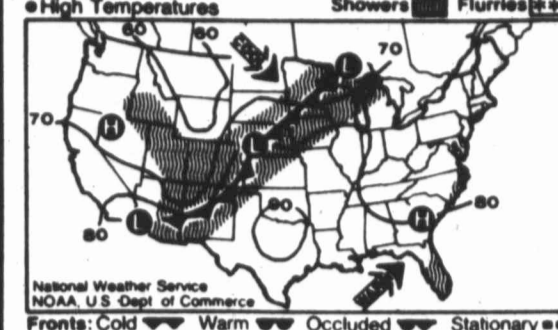 High Temperatures Showers Flurries
60 60
70
L
70
H
L
90 H 80
L
80
National Weather Service
NOAA, U S Dept of Commerce
Fronts: Cold Warm Occluded Stationary